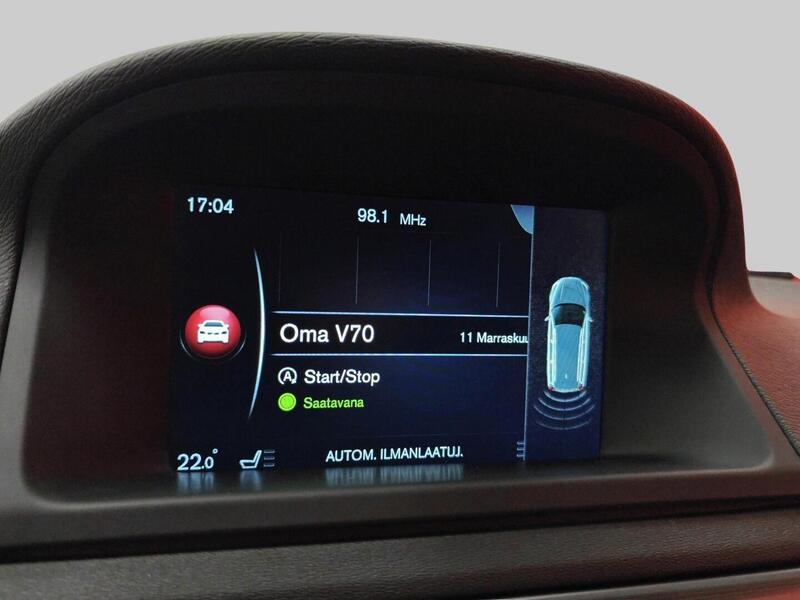 17:04
98.1 MHz
Oma V70
11 Marraskuu
Start/Stop
Saatavana
22.0°
AUTOM. ILMANLAATUJ.